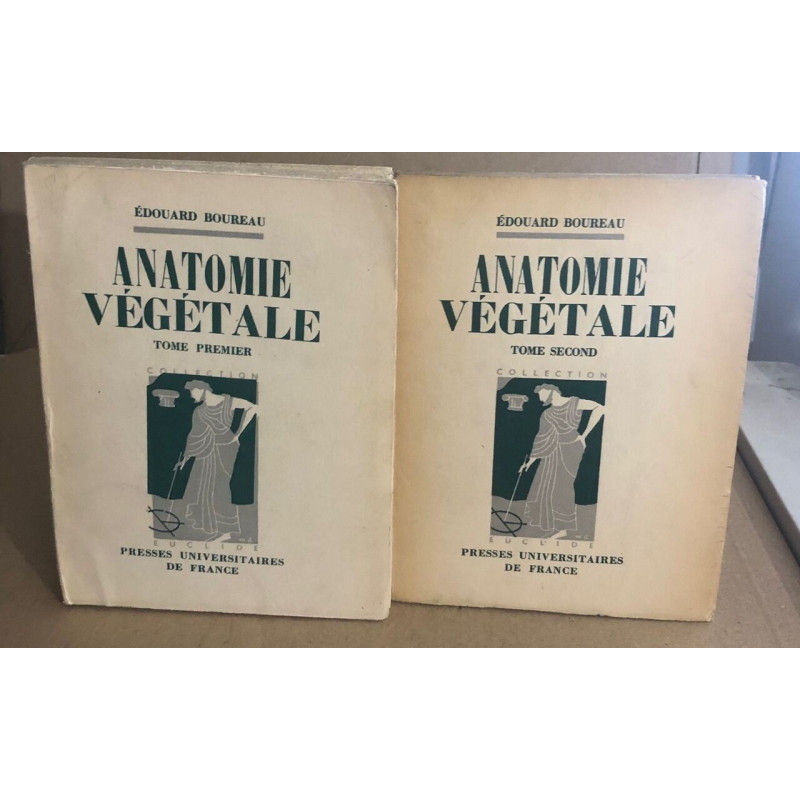 ÉDOUARD BOUREAU
ANATOMIE
VÉGÉTALE
TOME PREMIER
COLLECTION
EUCLIDE
PRESSES UNIVERSITAIRES
DE FRANCE
ÉDOUARD BOUREAU
ANATOMIE
VÉGÉTALE
TOME SECOND
COLLECTION
EUCLIDE
PRESSES UNIVERSITAIRES
DE FRANCE